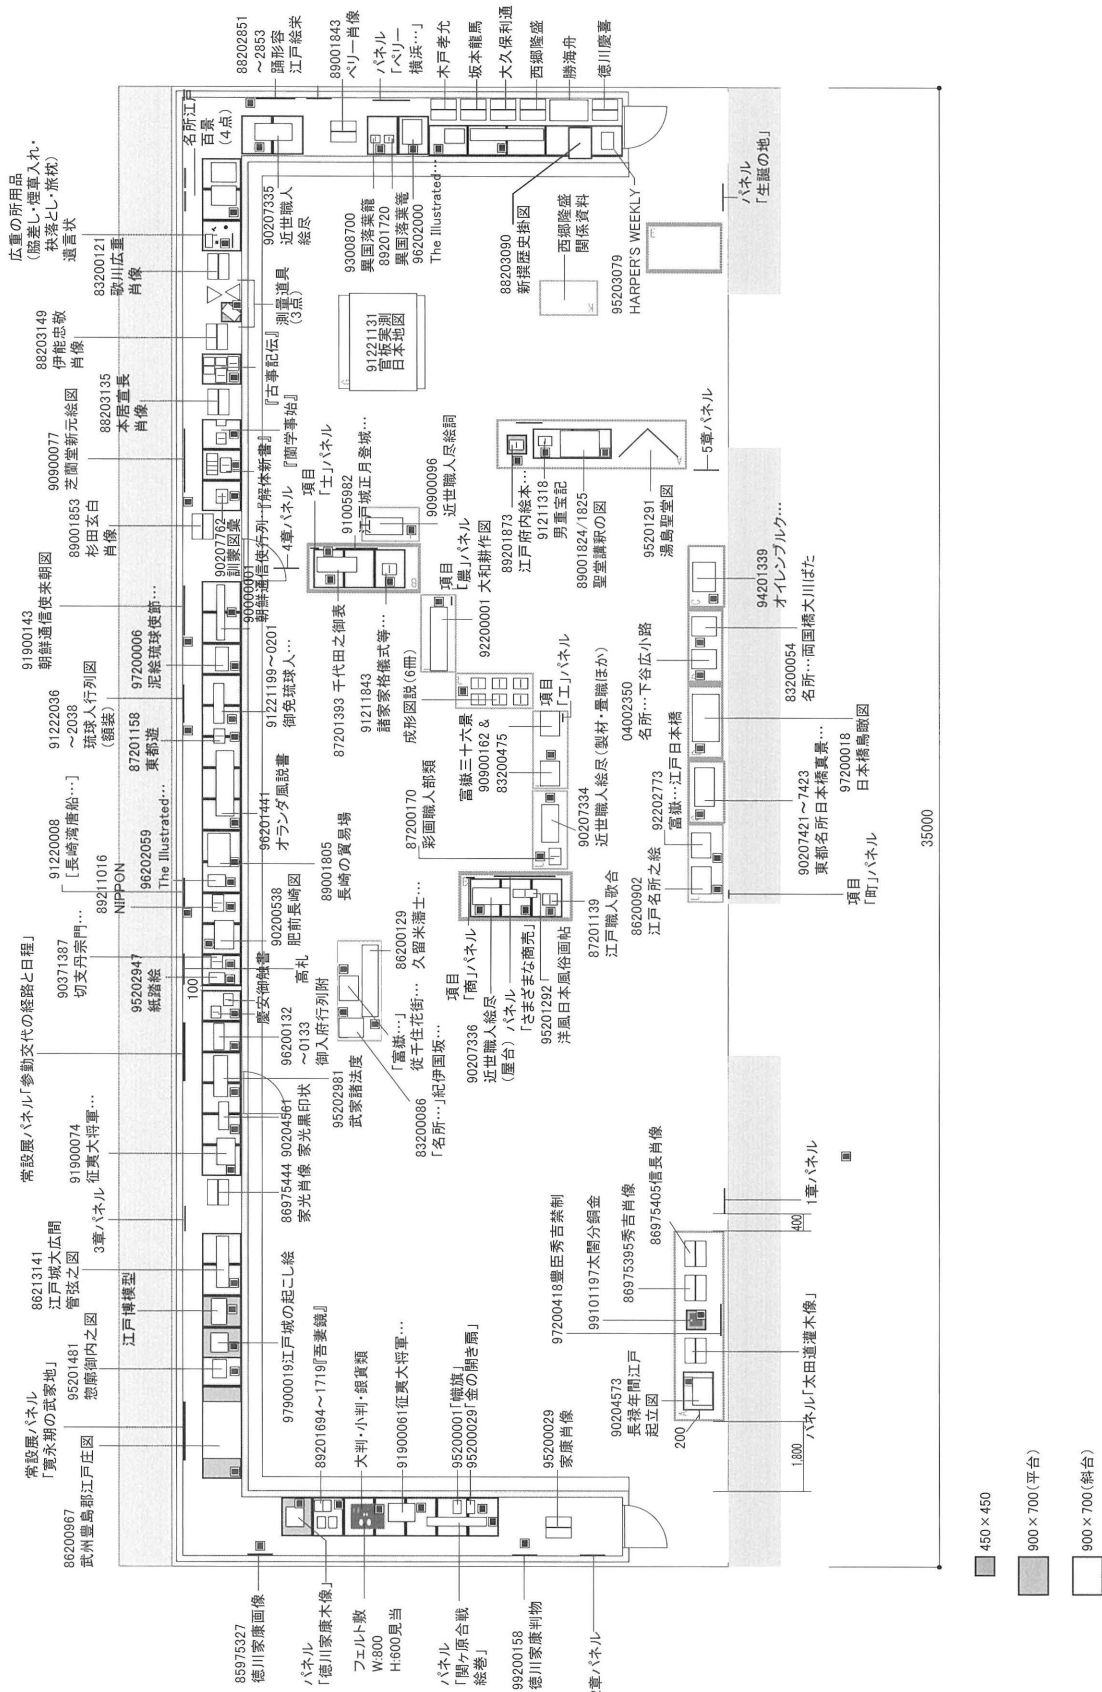 広重の所用品
(脇差し・煙草入れ・
袂落とし・旅枕)
遺言状
83200121
歌川広重
肖像
名所江戸
百景
(4点)
88202851
~2853
踊形容
江戸絵栄
89001843
ペリー肖像
パネル
「ペリー
横浜…」
木戸孝允
坂本龍馬
大久保利通
西郷隆盛
勝海舟
徳川慶喜
88203149
伊能忠敬
肖像
88203135
本居宣長
肖像
90900077
芝蘭堂新元絵図
89001853
杉田玄白
肖像
91900143
朝鮮通信使来朝図
97200006
泥絵琉球使節…
91222036
~2038
琉球人行列図
(額装)
87201158
東都遊
91220008
[長崎湾唐船…]
96202059
The Illustrated…
89211016
NIPPON
90371387
切支丹宗門…
95202947
紙踏絵
100
常設展パネル「参勤交代の経路と日程」
91900074
征夷大将軍…
3章パネル
86213141
江戸城大広間
管弦之図
江戸博模型
95201481
惣廓御内之図
常設展パネル
「寛永期の武家地」
86200967
武州豊島郡江戸庄図
測量道具
(3点)
『古事記伝』
『蘭学事始』
『解体新書』
90207762
訓蒙図彙
90000001
朝鮮通信使行列…
4章パネル
91221199~0201
御免琉球人…
96201441
オランダ風説書
89001805
長崎の貿易場
90200538
肥前長崎図
高札
慶安御触書
96200132
~0133
御入府行列附
95202981
武家諸法度
90204561
家光黒印状
86975444
家光肖像
97900019江戸城の起こし絵
90207335
近世職人
絵尽
93008700
異国落葉籠
89201720
異国落葉篭
96202000
The Illustrated…
88203090
新撰歴史掛図
西郷隆盛
関係資料
95203079
HARPER'S WEEKLY
パネル
「生誕の地」
91221131
官板実測
日本地図
項目
「士」パネル
91005982
江戸城正月登城…
90900096
近世職人尽絵詞
87201393 千代田之御表
91211843
諸家家格儀式等…
項目
「農」パネル
92200001 大和耕作図
成形図説(6冊)
項目
「工」パネル
富嶽三十六景
90900162 &
83200475
87200170
彩画職人部類
90207334
近世職人絵尽(製材・畳職ほか)
項目
「商」パネル
90207336
近世職人絵尽
(屋台)
パネル
「さまざまな商売」
95201292
洋風日本風俗画帖
87201139
江戸職人歌合
86200129
久留米藩士…
「富嶽…」
従千住花街…
83200086
「名所…」紀伊国坂…
89201873
江戸府内絵本…
91211318
男重宝記
89001824/1825
聖堂講釈の図
95201291
湯島聖堂図
5章パネル
94201339
オイレンブルク…
83200054
名所…両国橋大川ばた
04002350
名所…下谷広小路
97200018
日本橋鳥瞰図
90207421~7423
東都名所日本橋真景…
92202773
富嶽…江戸日本橋
86200902
江戸名所之絵
項目
「町」パネル
35000
89201694~1719『吾妻鏡』
大判・小判・銀貨類
91900061征夷大将軍…
95200001「幟旗」
95200029「金の開き扇」
95200029
家康肖像
85975327
徳川家康画像
パネル
「徳川家康木像」
フェルト敷
W:800
H:600見当
パネル
「関ヶ原合戦
絵巻」
99200158
徳川家康判物
2章パネル
97200418豊臣秀吉禁制
99101197太閤分銅金
86975395秀吉肖像
86975405信長肖像
90204573
長禄年間江戸
起立図
200
1,800
パネル「太田道灌木像」
400
1章パネル
450×450
900×700(平台)
900×700(斜台)